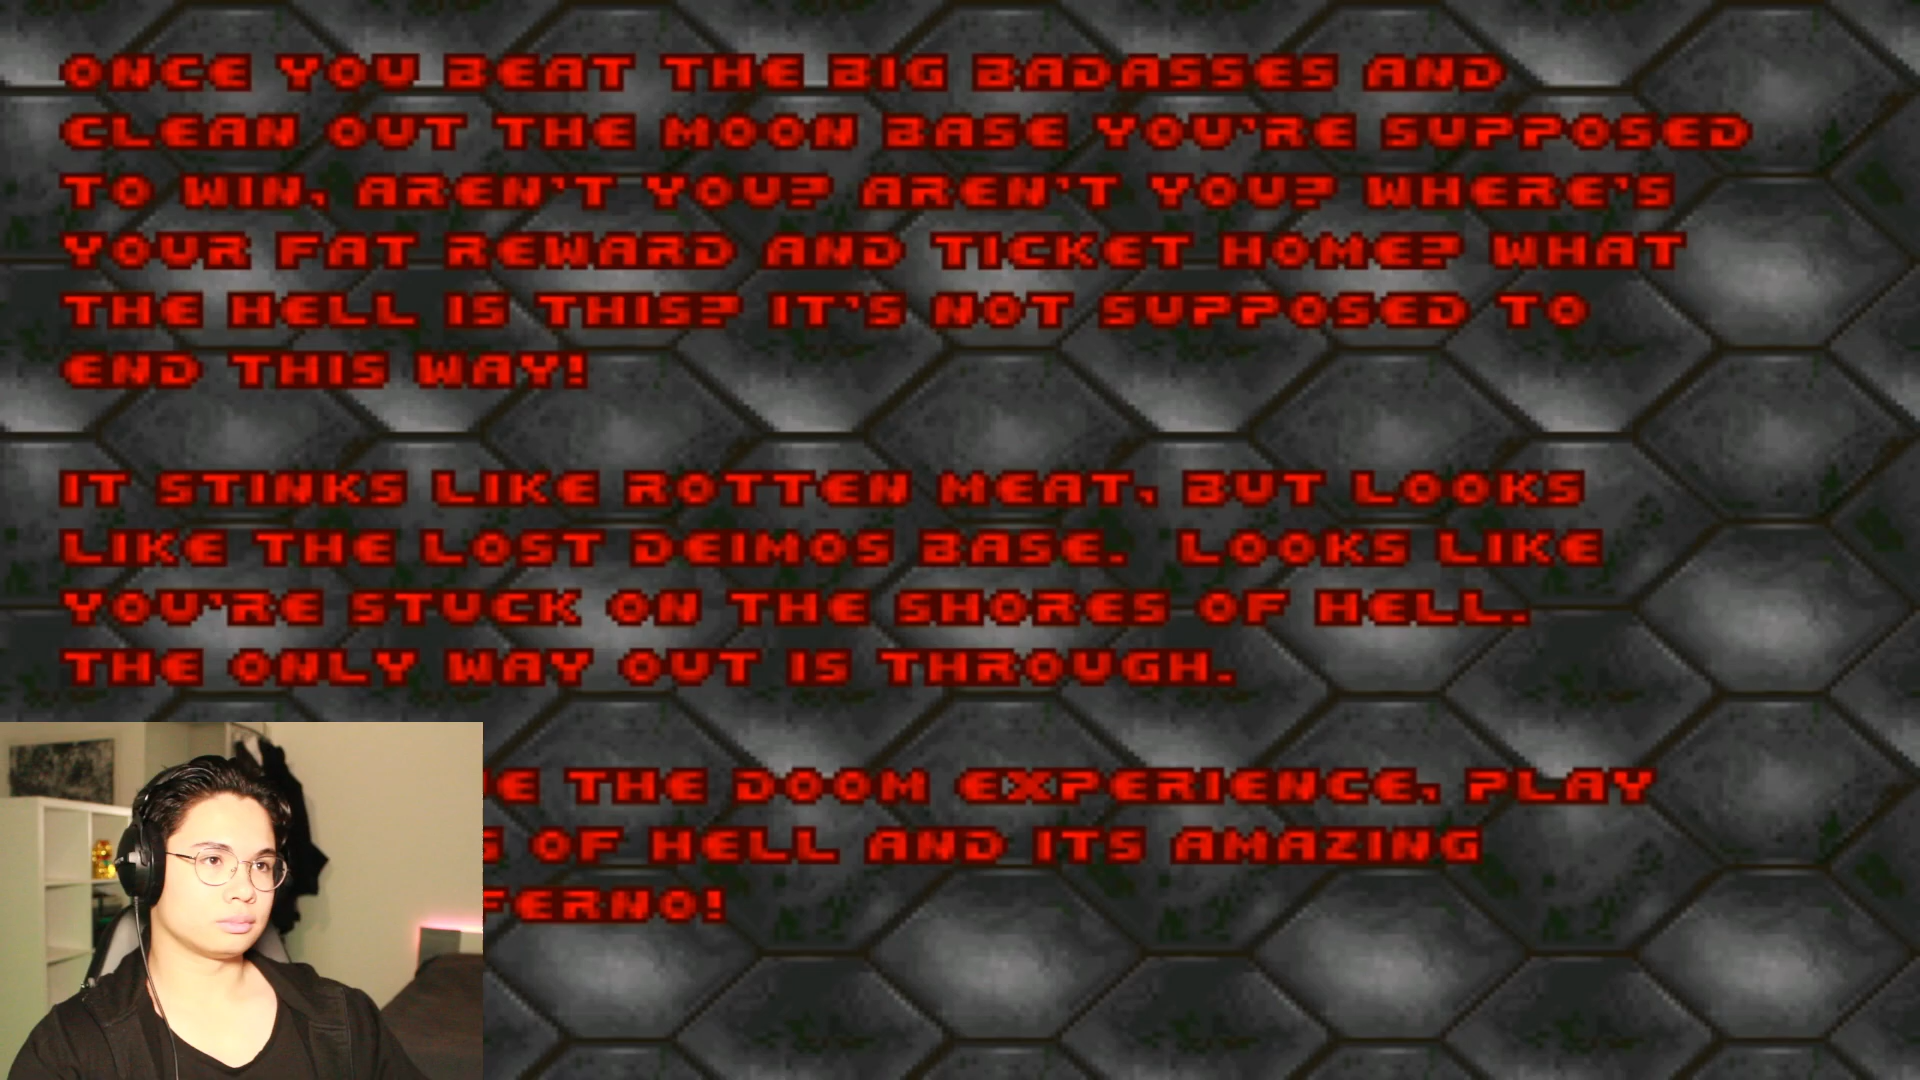 ONCE YOU BEAT THE BIG BADASSES AND
CLEAN OUT THE MOON BASE YOU'RE SUPPOSED
TO WIN, AREN'T YOU? AREN'T YOU? WHERE'S
YOUR FAT REWARD AND TICKET HOME? WHAT
THE HELL IS THIS? IT'S NOT SUPPOSED TO
END THIS WAY!
IT STINKS LIKE ROTTEN MEAT, BUT LOOKS
LIKE THE LOST DEIMOS BASE.  LOOKS LIKE
YOU'RE STUCK ON THE SHORES OF HELL.
THE ONLY WAY OUT IS THROUGH.
THE DOOM EXPERIENCE, PLAY
OF HELL AND ITS AMAZING